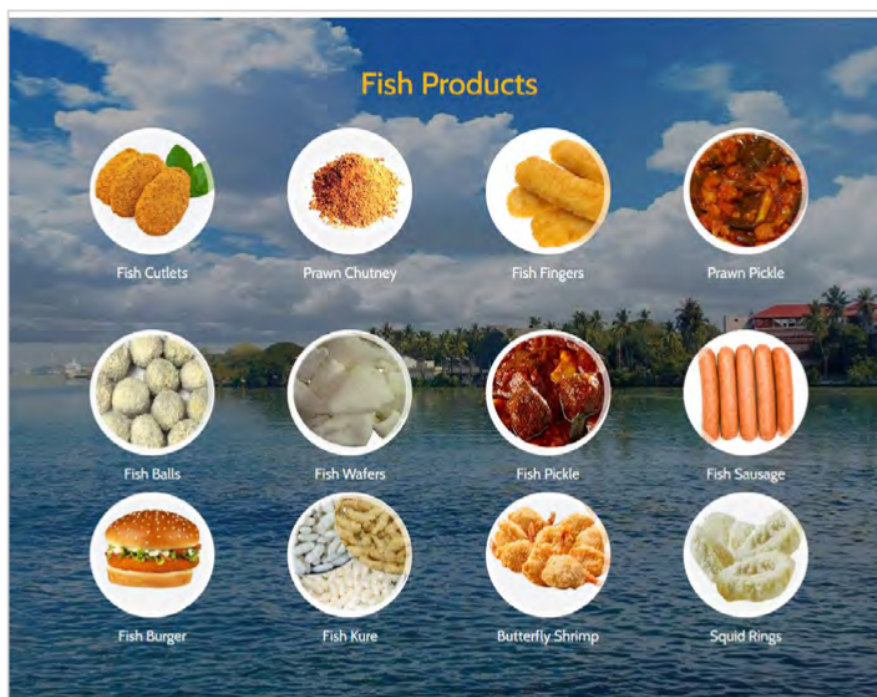 Fish Products
Fish Cutlets
Prawn Chutney
Fish Fingers
Prawn Pickle
Fish Balls
Fish Wafers
Fish Pickle
Fish Sausage
Fish Burger
Fish Kure
Butterfly Shrimp
Squid Rings